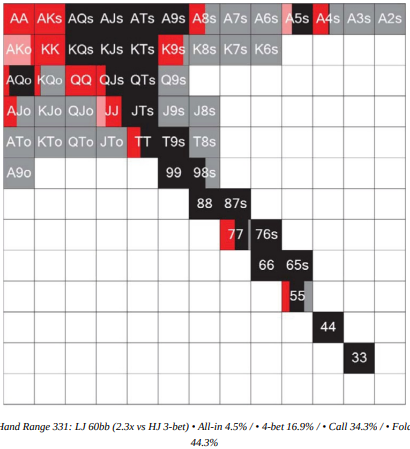 AA AKs AQs AJs ATs A9s A8s A7s A6s A5s A4s A3s A2s
AKo KK KQs KJs KTs K9s K8s K7s K6s
AQo KQo QQ QJs QTs Q9s
AJo KJo QJo JJ JTs J9s J8s
ATo KTo QTo JTo TT T9s T8s
A9o 99 98s
88 87s
77 76s
66 65s
55
44
33
Hand Range 331: LJ 60bb (2.3x vs HJ 3-bet) • All-in 4.5% / • 4-bet 16.9% / • Call 34.3% / • Fold
44.3%